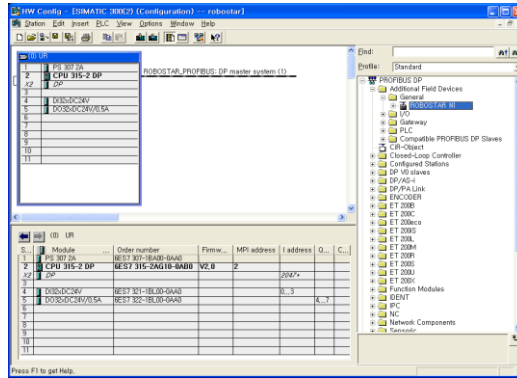 HW Config - [SIMATIC 300(2) (Configuration) -- robostar]
Station Edit Insert PLC View Options Window Help
(0) UR
1 PS 307 2A
2 CPU 315-2 DP
X2 DP
3
4 DI32xDC24V
5 DO32xDC24V/0.5A
6
7
8
9
10
11
ROBOSTAR_PROFIBUS: DP master system (1)
Find:
Profile: Standard
PROFIBUS DP
Additional Field Devices
General
ROBOSTAR N1
I/O
Gateway
PLC
Compatible PROFIBUS DP Slaves
CiR-Object
Closed-Loop Controller
Configured Stations
DP V0 slaves
DP/AS-i
DP/PA Link
ENCODER
ET 200B
ET 200C
ET 200eco
ET 200iS
ET 200L
ET 200M
ET 200R
ET 200S
ET 200U
ET 200X
Function Modules
IDENT
IPC
NC
Network Components
Sensoric
(0) UR
S... Module ... Order number Firmw... MPI address I address Q... C...
1 PS 307 2A 6ES7 307-1BA00-0AA0
2 CPU 315-2 DP 6ES7 315-2AG10-0AB0 V2.0 2
X2 DP 2047*
3
4 DI32xDC24V 6ES7 321-1BL00-0AA0 0...3
5 DO32xDC24V/0.5A 6ES7 322-1BL00-0AA0 4...7
6
7
8
9
10
11
Press F1 to get Help.